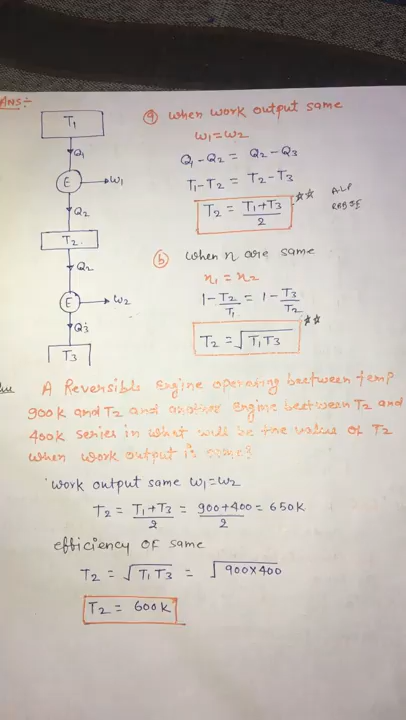 Ans:-
T1
Q1
E
W1
Q2
T2
Q2
E
W2
Q3
T3
(a) when work output same
W1=W2
Q1-Q2 = Q2-Q3
T1-T2 = T2-T3
T2 = T1+T3/2
ALP
(b) when η are same
η1 = η2
1-T2/T1 = 1-T3/T2
T2 = √T1T3
A Reversible Engine operating beetween temp
900K and T2 and another Engine beetween T2 and
400K series in what will be the value of T2
when work output is same?
work output same W1=W2
T2 = T1+T3/2 = 900+400/2 = 650K
efficiency of same
T2 = √T1T3 = √900×400
T2 = 600K